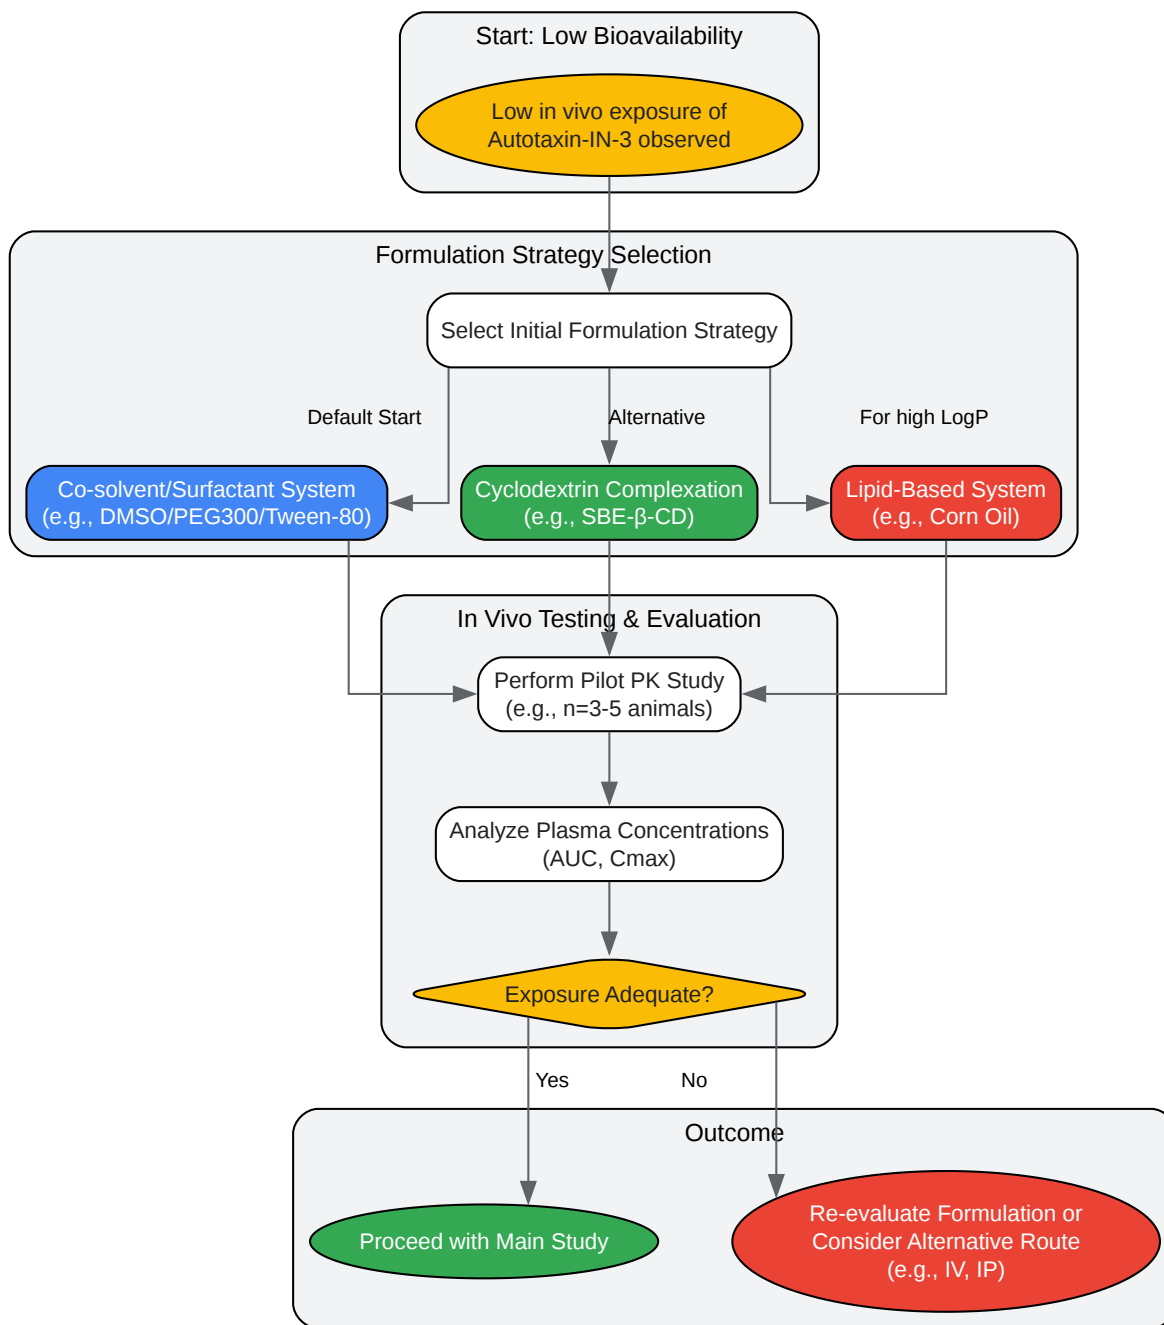 Start: Low Bioavailability
Low in vivo exposure of
Autotaxin-IN-3 observed
Formulation Strategy Selection
Select Initial Formulation Strategy
Default Start
Alternative
For high LogP
Co-solvent/Surfactant System
(e.g., DMSO/PEG300/Tween-80)
Cyclodextrin Complexation
(e.g., SBE-β-CD)
Lipid-Based System
(e.g., Corn Oil)
In Vivo Testing & Evaluation
Perform Pilot PK Study
(e.g., n=3-5 animals)
Analyze Plasma Concentrations
(AUC, Cmax)
Exposure Adequate?
Yes
No
Outcome
Proceed with Main Study
Re-evaluate Formulation or
Consider Alternative Route
(e.g., IV, IP)